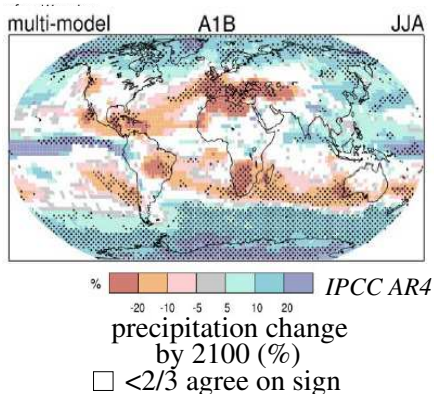 multi-model A1B JJA
% IPCC AR4
-20 -10 -5 5 10 20
precipitation change
by 2100 (%)
<2/3 agree on sign